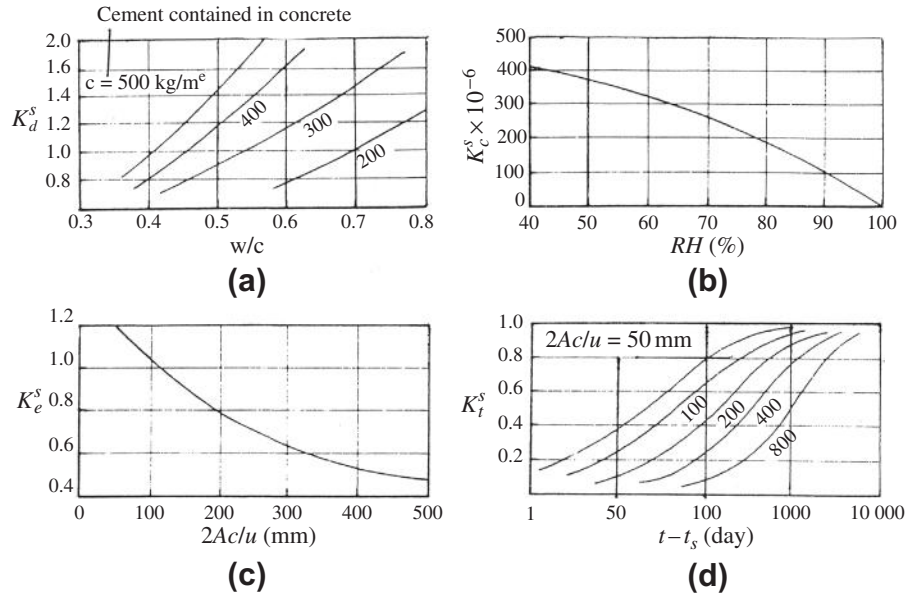 Cement contained in concrete
2.0
1.6
c = 500 kg/mᵉ
1.4
K_d^s
1.2
1.0
0.8
400
300
200
0.3 0.4 0.5 0.6 0.7 0.8
w/c
(a)
500
400
300
200
100
0
K_c^s × 10⁻⁶
40 50 60 70 80 90 100
RH (%)
(b)
1.2
1.0
K_e^s
0.8
0.6
0.4
0 100 200 300 400 500
2Ac/u (mm)
(c)
1.0
2Ac/u = 50 mm
0.8
K_t^s
0.6
0.4
0.2
100
200
400
800
1 50 100 1000 10 000
t–t_s (day)
(d)